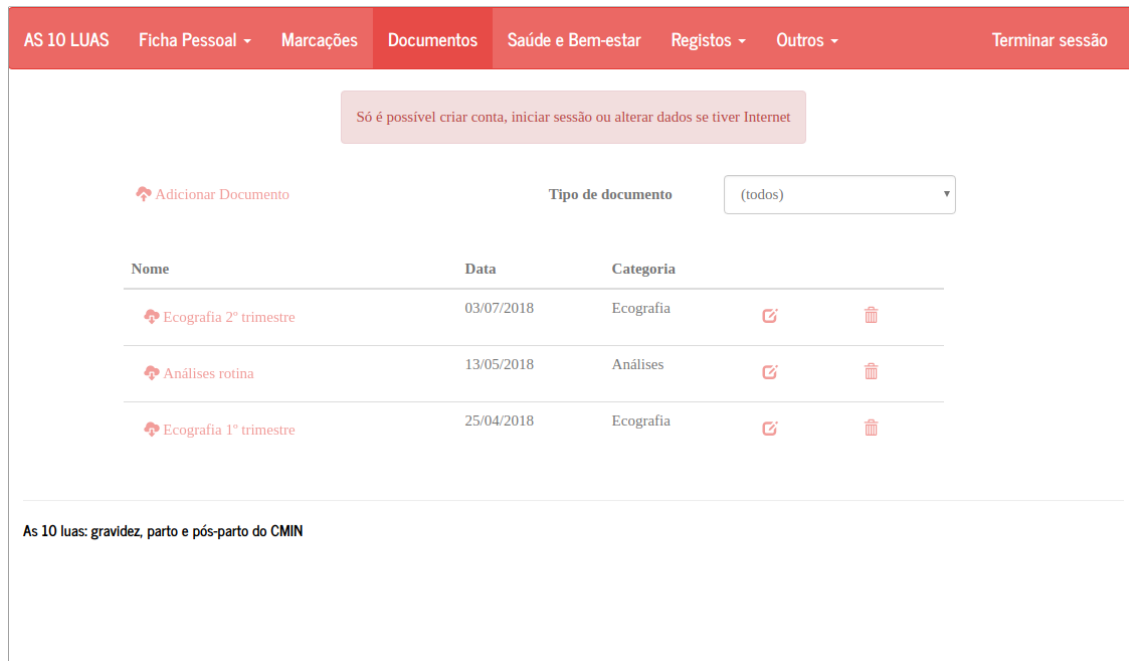 AS 10 LUAS Ficha Pessoal Marcações Documentos Saúde e Bem-estar Registos Outros Terminar sessão
Só é possível criar conta, iniciar sessão ou alterar dados se tiver Internet
Adicionar Documento Tipo de documento (todos)
Nome Data Categoria
Ecografia 2º trimestre 03/07/2018 Ecografia
Análises rotina 13/05/2018 Análises
Ecografia 1º trimestre 25/04/2018 Ecografia
As 10 luas: gravidez, parto e pós-parto do CMIN